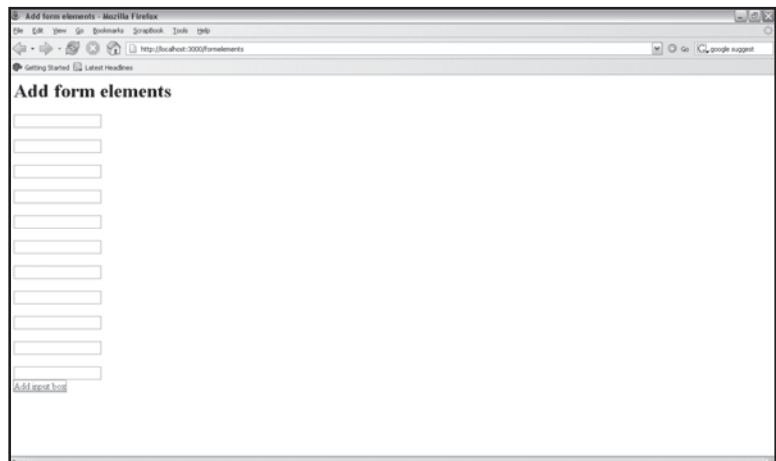 Add form elements - Mozilla Firefox
File Edit View Go Bookmarks ScrapBook Tools Help
http://localhost:3000/formelements Go google suggest
Getting Started Latest Headlines
Add form elements
Add input box